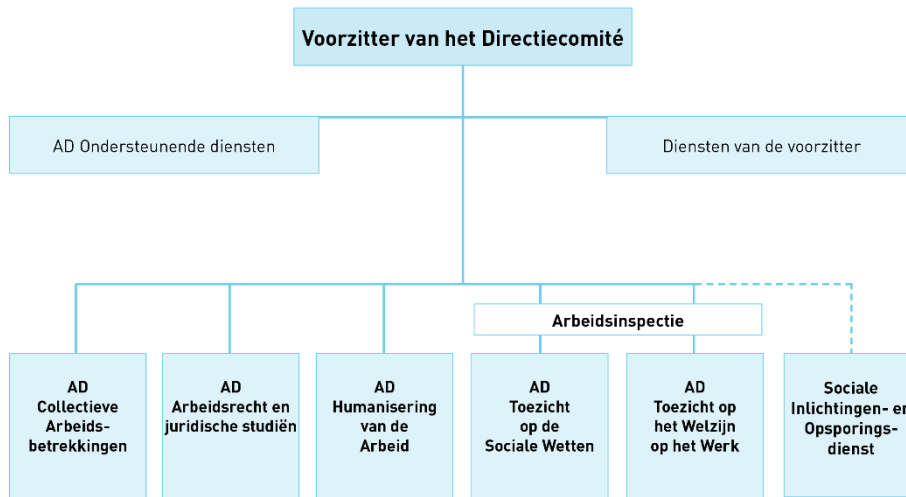 Voorzitter van het Directiecomité
AD Ondersteunende diensten
Diensten van de voorzitter
Arbeidsinspectie
AD
Collectieve
Arbeids-
betrekkingen
AD
Arbeidsrecht en
juridische studiën
AD
Humanisering
van de
Arbeid
AD
Toezicht
op de
Sociale Wetten
AD
Toezicht op
het Welzijn
op het Werk
Sociale
Inlichtingen- en
Opsporings-
dienst